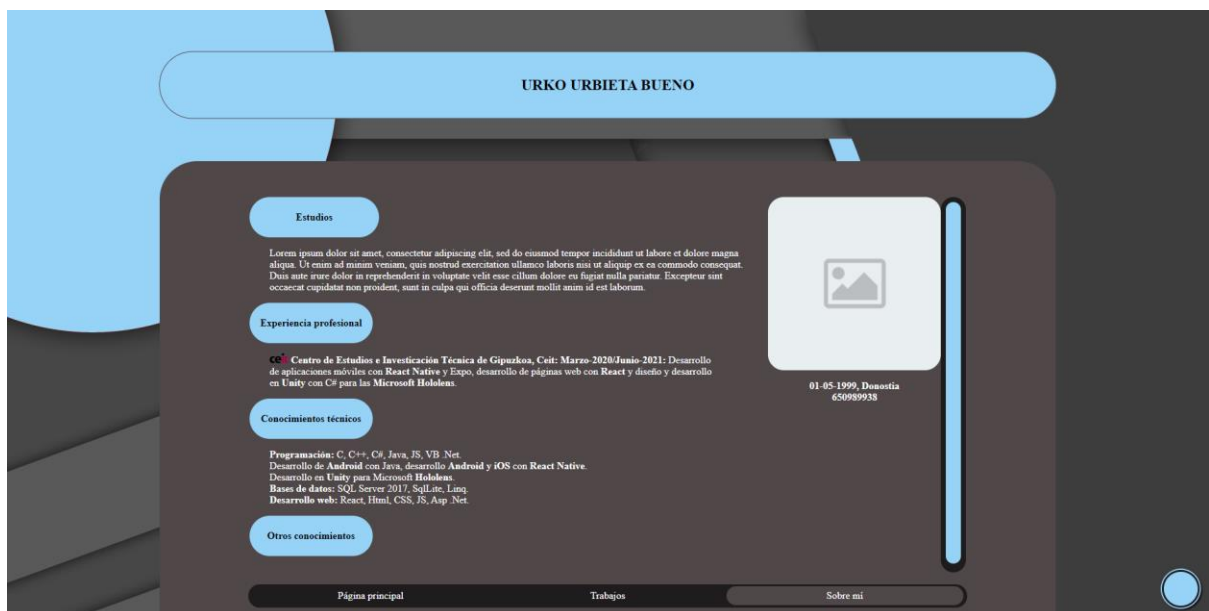 URKO URBIETA BUENO
Estudios
Lorem ipsum dolor sit amet, consectetur adipiscing elit, sed do eiusmod tempor incididunt ut labore et dolore magna
aliqua. Ut enim ad minim veniam, quis nostrud exercitation ullamco laboris nisi ut aliquip ex ea commodo consequat.
Duis aute irure dolor in reprehenderit in voluptate velit esse cillum dolore eu fugiat nulla pariatur. Excepteur sint
occaecat cupidatat non proident, sunt in culpa qui officia deserunt mollit anim id est laborum.
Experiencia profesional
ceit Centro de Estudios e Investicación Técnica de Gipuzkoa, Ceit: Marzo-2020/Junio-2021: Desarrollo
de aplicaciones móviles con React Native y Expo, desarrollo de páginas web con React y diseño y desarrollo
en Unity con C# para las Microsoft Hololens.
01-05-1999, Donostia
650989938
Conocimientos técnicos
Programación: C, C++, C#, Java, JS, VB .Net.
Desarrollo de Android con Java, desarrollo Android y iOS con React Native.
Desarrollo en Unity para Microsoft Hololens.
Bases de datos: SQL Server 2017, SqlLite, Linq.
Desarrollo web: React, Html, CSS, JS, Asp .Net.
Otros conocimientos
Página principal Trabajos Sobre mí